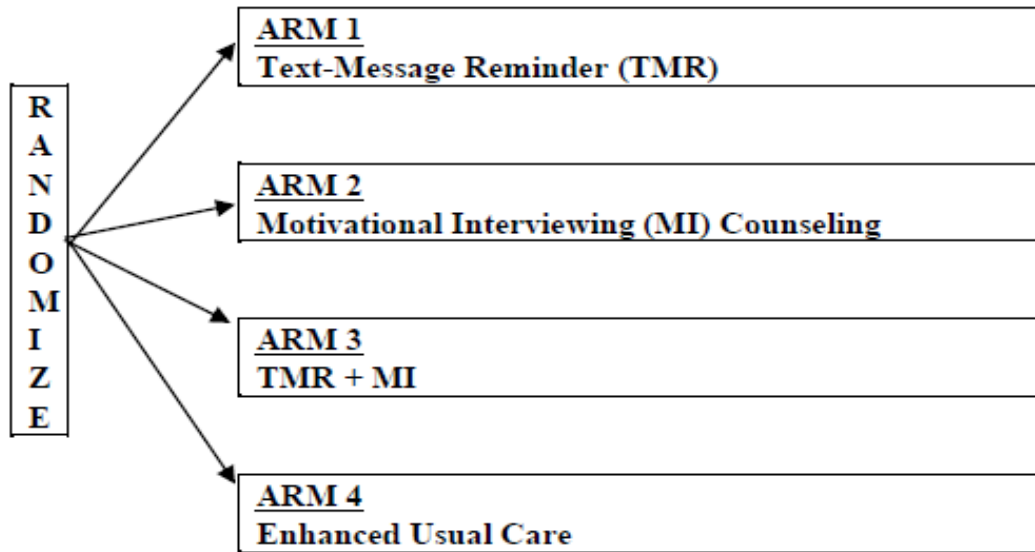 RANDOMIZE
ARM 1
Text-Message Reminder (TMR)
ARM 2
Motivational Interviewing (MI) Counseling
ARM 3
TMR + MI
ARM 4
Enhanced Usual Care